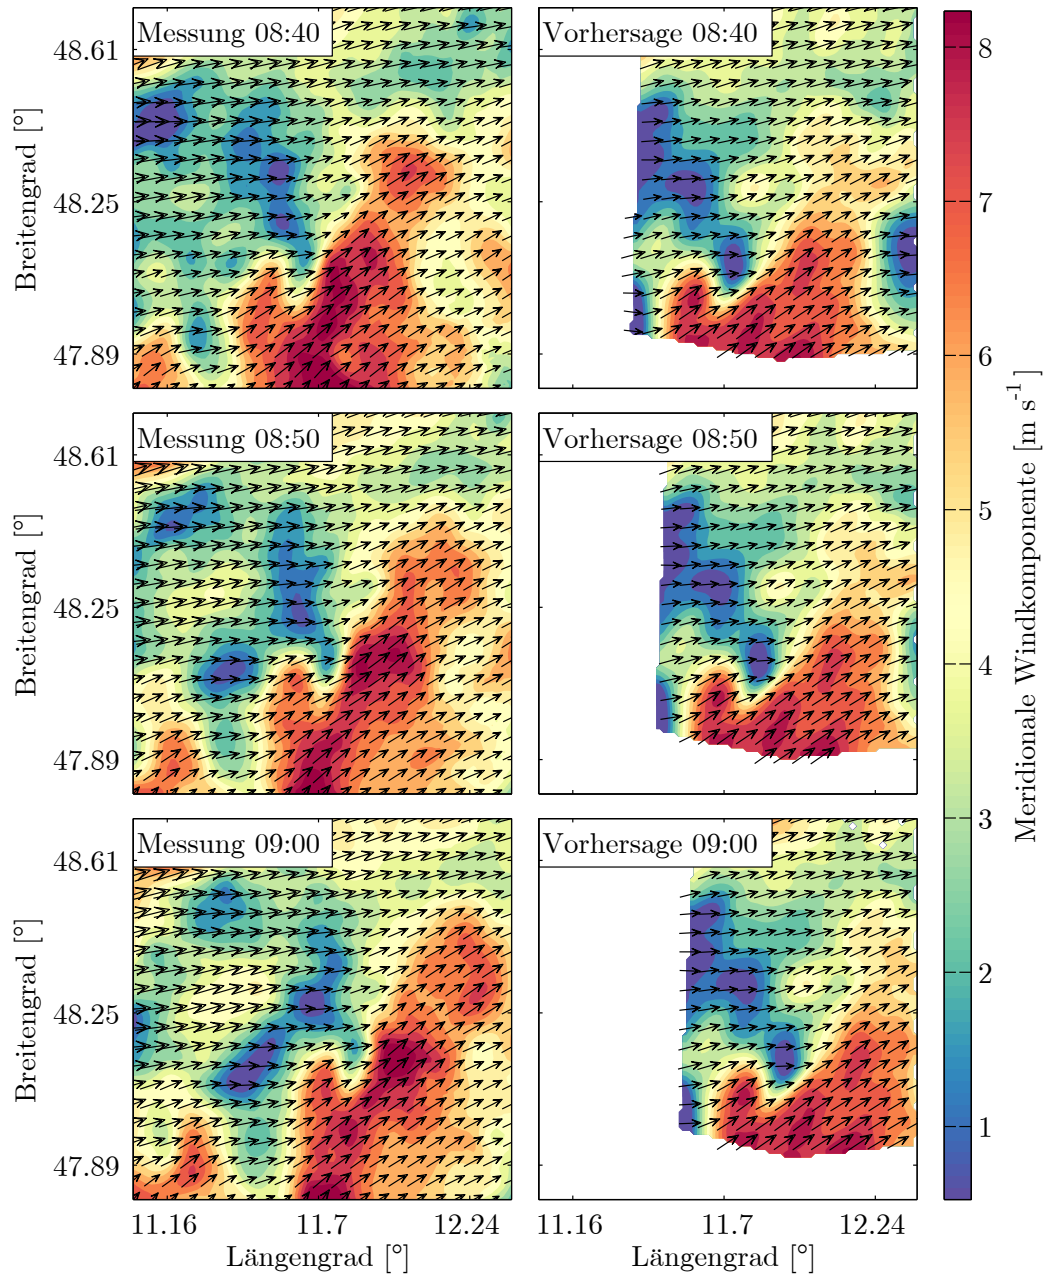 Messung 08:40
Vorhersage 08:40
48.61
48.25
47.89
Breitengrad [°]
Messung 08:50
Vorhersage 08:50
48.61
48.25
47.89
Breitengrad [°]
Messung 09:00
Vorhersage 09:00
48.61
48.25
47.89
Breitengrad [°]
11.16 11.7 12.24
Längengrad [°]
11.16 11.7 12.24
Längengrad [°]
8
7
6
5
4
3
2
1
Meridionale Windkomponente [m s⁻¹]